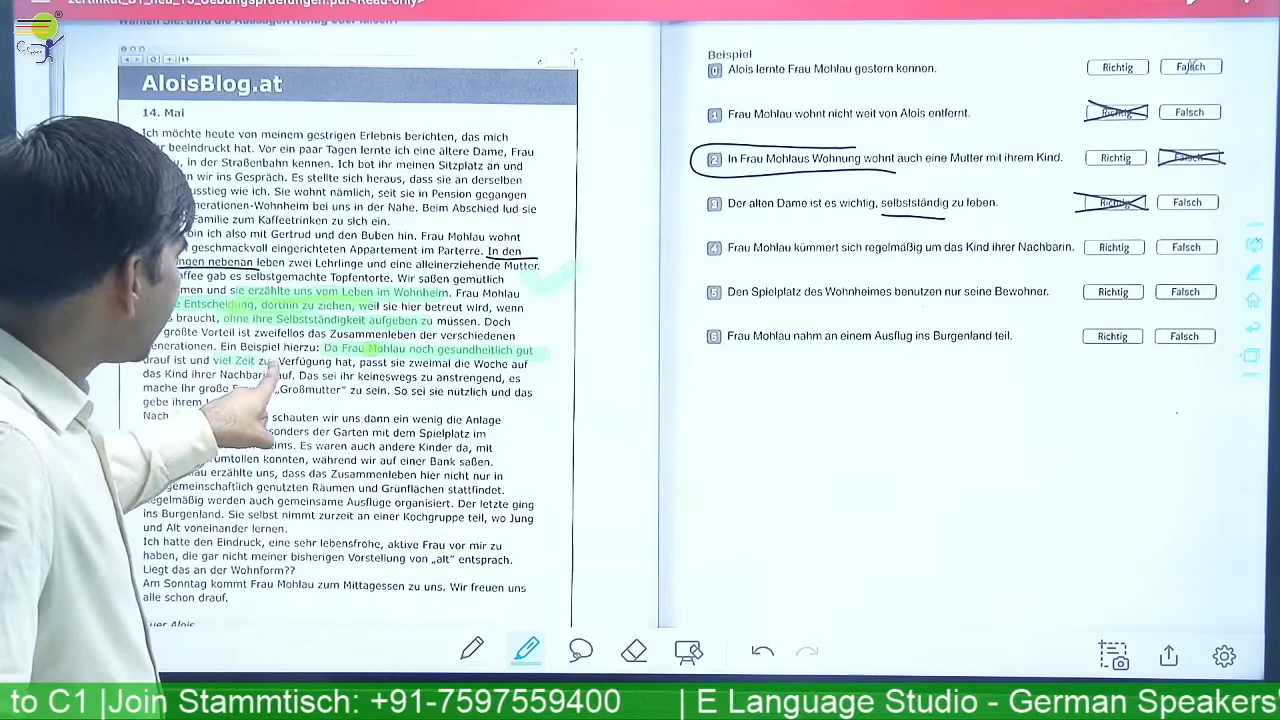 Wählen Sie: Sind die Aussagen Richtig oder Falsch?
AloisBlog.at
14. Mai
Ich möchte heute von meinem gestrigen Erlebnis berichten, das mich
beeindruckt hat. Vor ein paar Tagen lernte ich eine ältere Dame, Frau
in der Straßenbahn kennen. Ich bot ihr meinen Sitzplatz an und
wir ins Gespräch. Es stellte sich heraus, dass sie an derselben
wie ich. Sie wohnt nämlich, seit sie in Pension gegangen
bei uns in der Nähe. Beim Abschied lud sie
Familie zum Kaffeetrinken zu sich ein.
bin ich also mit Gertrud und den Buben hin. Frau Mohlau wohnt
geschmackvoll eingerichteten Appartement im Parterre. In den
nebenan leben zwei Lehrlinge und eine alleinerziehende Mutter.
gab es selbstgemachte Topfentorte. Wir saßen gemütlich
und sie erzählte uns vom Leben im Wohnheim. Frau Mohlau
Entscheidung, dorthin zu ziehen, weil sie hier betreut wird, wenn
braucht, ohne ihre Selbstständigkeit aufgeben zu müssen. Doch
größte Vorteil ist zweifellos das Zusammenleben der verschiedenen
Ein Beispiel hierzu: Da Frau Mohlau noch gesundheitlich gut
drauf ist und viel Zeit zur Verfügung hat, passt sie zweimal die Woche auf
das Kind ihrer auf. Das sei ihr keineswegs zu anstrengend, es
mache ihr große „Großmutter“ zu sein. So sei sie nützlich und das
gebe ihrem
schauten wir uns dann ein wenig die Anlage
der Garten mit dem Spielplatz im
Es waren auch andere Kinder da, mit
konnten, während wir auf einer Bank saßen.
erzählte uns, dass das Zusammenleben hier nicht nur in
gemeinschaftlich genutzten Räumen und Grünflächen stattfindet.
Regelmäßig werden auch gemeinsame Ausflüge organisiert. Der letzte ging
ins Burgenland. Sie selbst nimmt zurzeit an einer Kochgruppe teil, wo Jung
und Alt voneinander lernen.
Ich hatte den Eindruck, eine sehr lebensfrohe, aktive Frau vor mir zu
haben, die gar nicht meiner bisherigen Vorstellung von „alt“ entsprach.
Liegt das an der Wohnform??
Am Sonntag kommt Frau Mohlau zum Mittagessen zu uns. Wir freuen uns
alle schon drauf.
Euer Alois
Beispiel
0 Alois lernte Frau Mohlau gestern kennen. Richtig Falsch
1 Frau Mohlau wohnt nicht weit von Alois entfernt. Richtig Falsch
2 In Frau Mohlaus Wohnung wohnt auch eine Mutter mit ihrem Kind. Richtig Falsch
3 Der alten Dame ist es wichtig, selbstständig zu leben. Richtig Falsch
4 Frau Mohlau kümmert sich regelmäßig um das Kind ihrer Nachbarin. Richtig Falsch
5 Den Spielplatz des Wohnheimes benutzen nur seine Bewohner. Richtig Falsch
6 Frau Mohlau nahm an einem Ausflug ins Burgenland teil. Richtig Falsch
to C1 |Join Stammtisch: +91-7597559400 | E Language Studio - German Speakers'